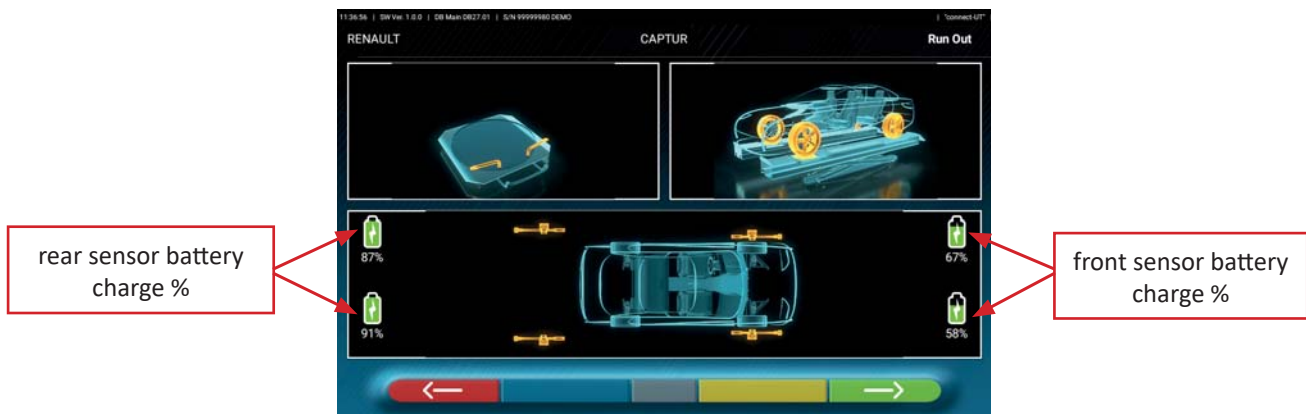 11:36:56 | SW Ver. 1.0.0 | DB Main DB27.01 | S/N 99999980 DEMO | "connect-UT"
RENAULT CAPTUR Run Out
87% 67%
rear sensor battery
charge %
front sensor battery
charge %
91% 58%